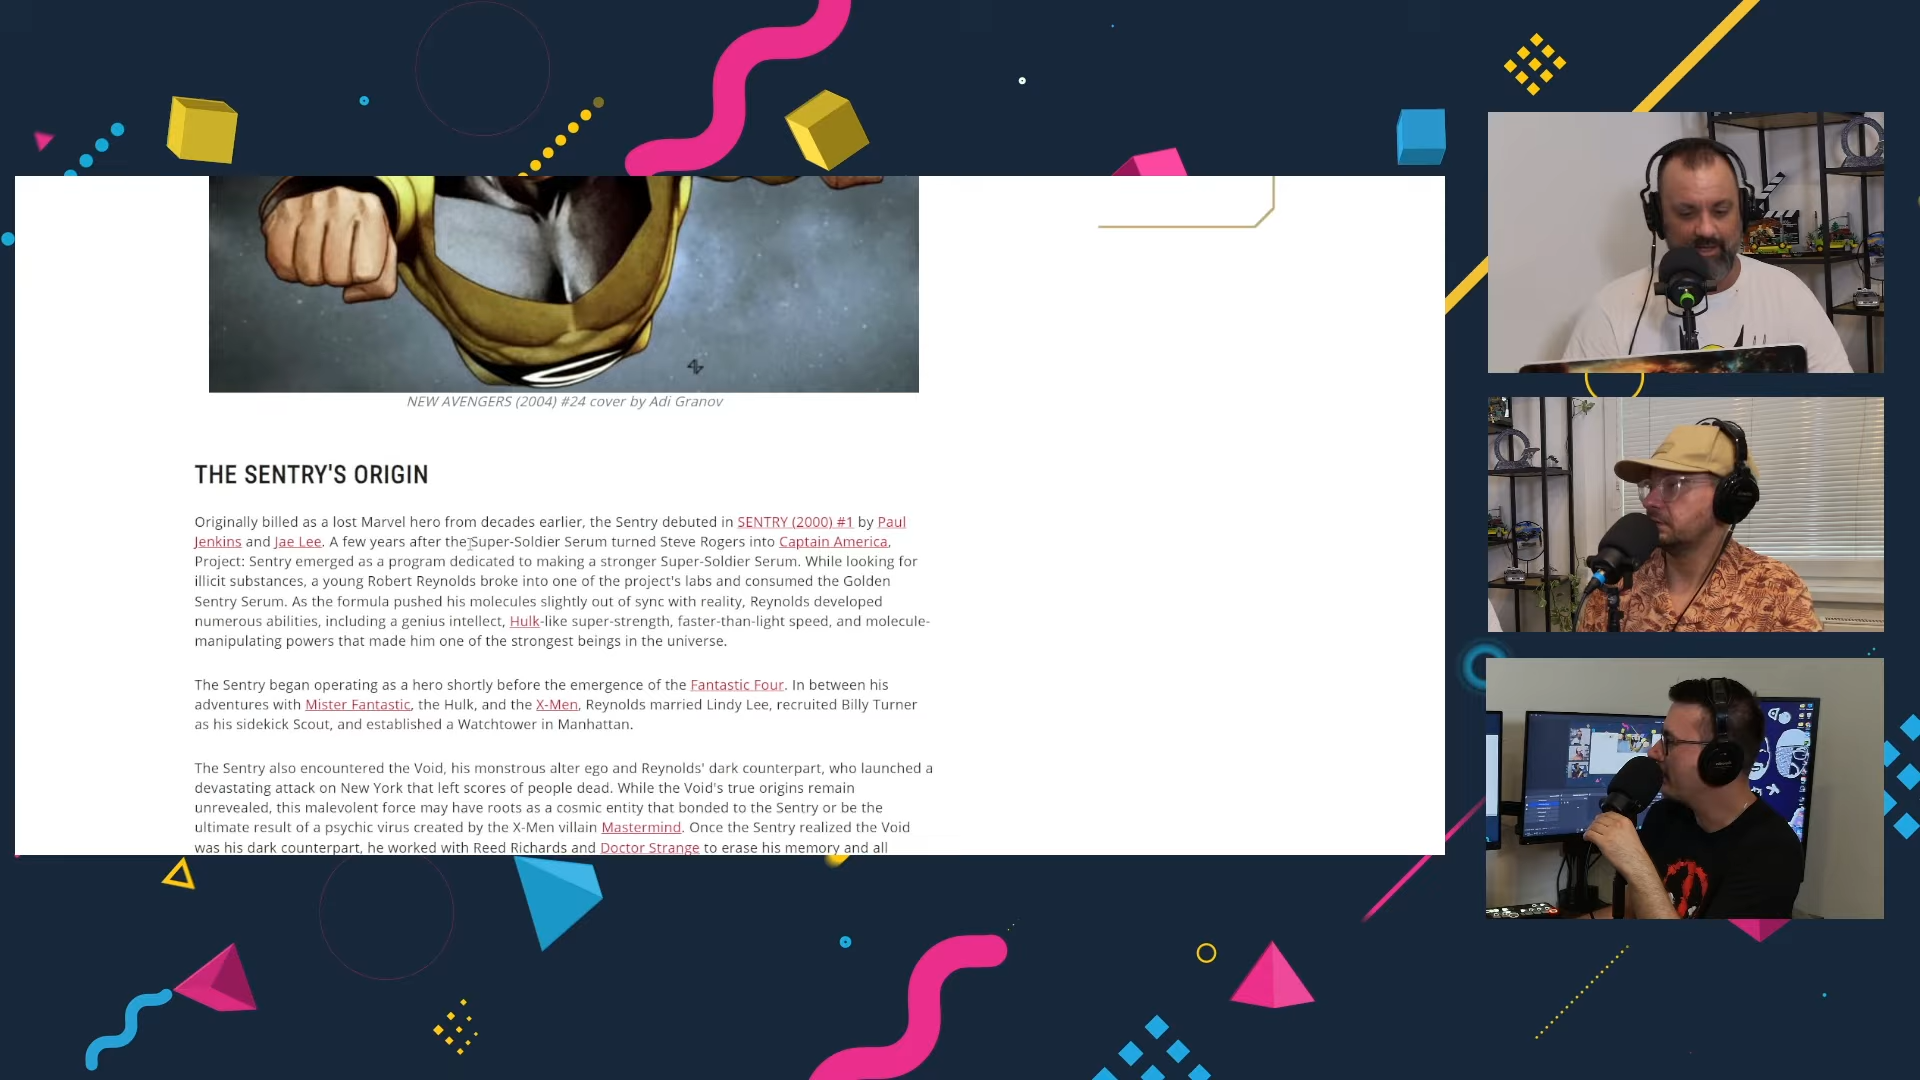 NEW AVENGERS (2004) #24 cover by Adi Granov
THE SENTRY'S ORIGIN
Originally billed as a lost Marvel hero from decades earlier, the Sentry debuted in SENTRY (2000) #1 by Paul
Jenkins and Jae Lee. A few years after the Super-Soldier Serum turned Steve Rogers into Captain America,
Project: Sentry emerged as a program dedicated to making a stronger Super-Soldier Serum. While looking for
illicit substances, a young Robert Reynolds broke into one of the project's labs and consumed the Golden
Sentry Serum. As the formula pushed his molecules slightly out of sync with reality, Reynolds developed
numerous abilities, including a genius intellect, Hulk-like super-strength, faster-than-light speed, and molecule-
manipulating powers that made him one of the strongest beings in the universe.
The Sentry began operating as a hero shortly before the emergence of the Fantastic Four. In between his
adventures with Mister Fantastic, the Hulk, and the X-Men, Reynolds married Lindy Lee, recruited Billy Turner
as his sidekick Scout, and established a Watchtower in Manhattan.
The Sentry also encountered the Void, his monstrous alter ego and Reynolds' dark counterpart, who launched a
devastating attack on New York that left scores of people dead. While the Void's true origins remain
unrevealed, this malevolent force may have roots as a cosmic entity that bonded to the Sentry or be the
ultimate result of a psychic virus created by the X-Men villain Mastermind. Once the Sentry realized the Void
was his dark counterpart, he worked with Reed Richards and Doctor Strange to erase his memory and all